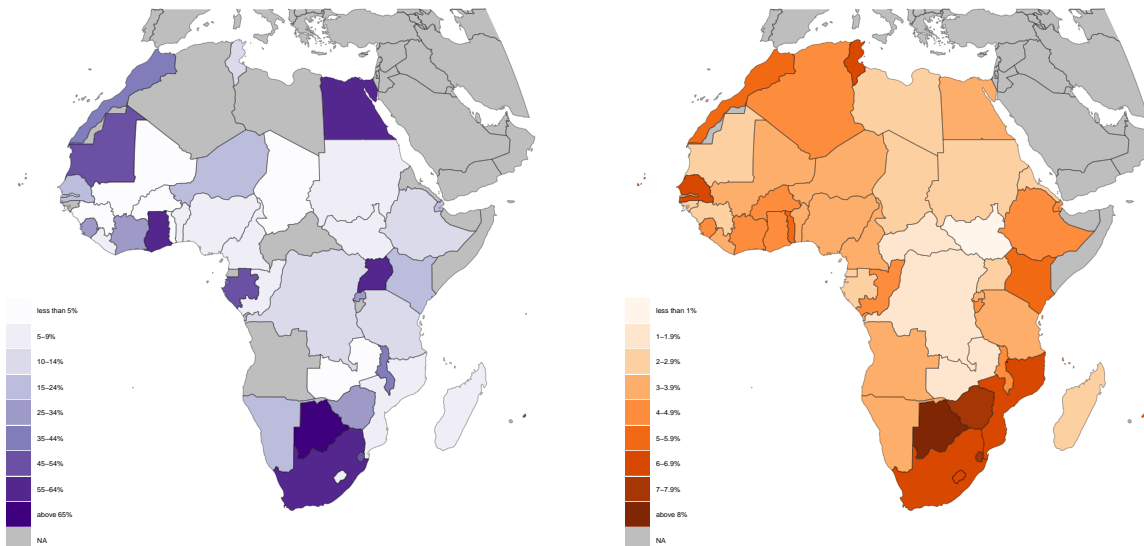 less than 5%
5−9%
10−14%
15−24%
25−34%
35−44%
45−54%
55−64%
above 65%
NA
less than 1%
1−1.9%
2−2.9%
3−3.9%
4−4.9%
5−5.9%
6−6.9%
7−7.9%
above 8%
NA